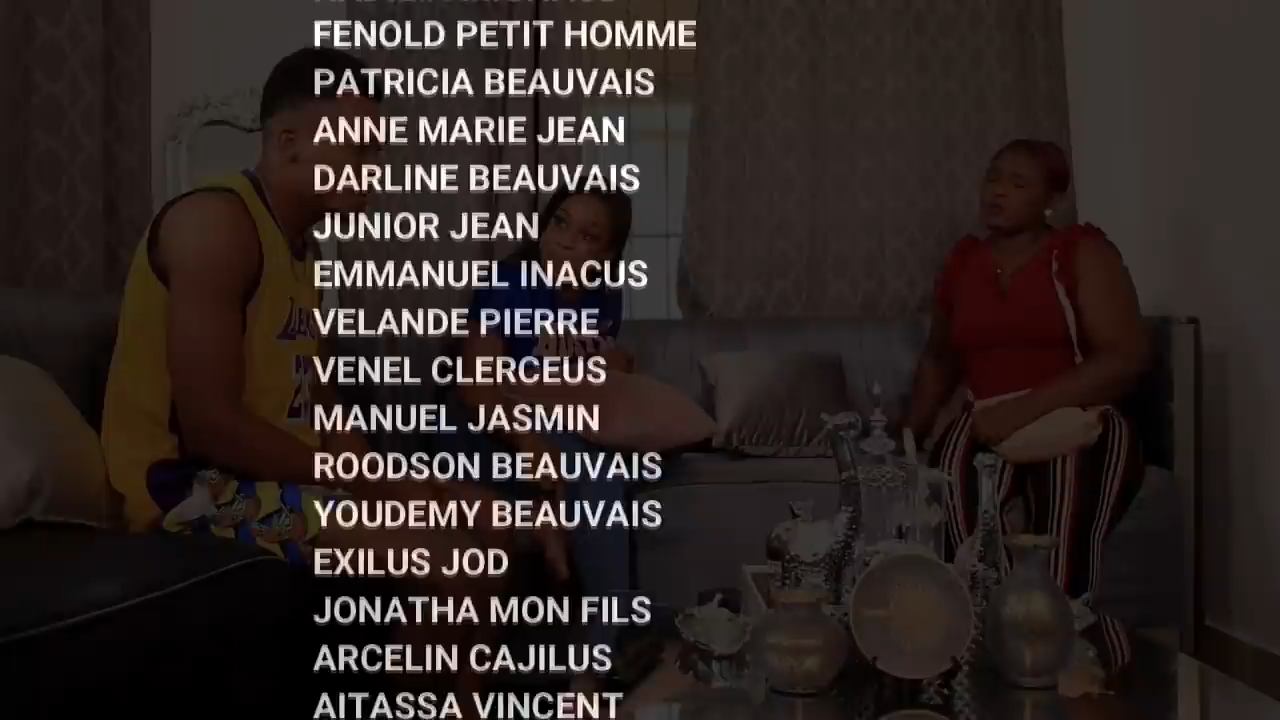 FENOLD PETIT HOMME
PATRICIA BEAUVAIS
ANNE MARIE JEAN
DARLINE BEAUVAIS
JUNIOR JEAN
EMMANUEL INACUS
VELANDE PIERRE
VENEL CLERCEUS
MANUEL JASMIN
ROODSON BEAUVAIS
YOUDEMY BEAUVAIS
EXILUS JOD
JONATHA MON FILS
ARCELIN CAJILUS
AITASSA VINCENT